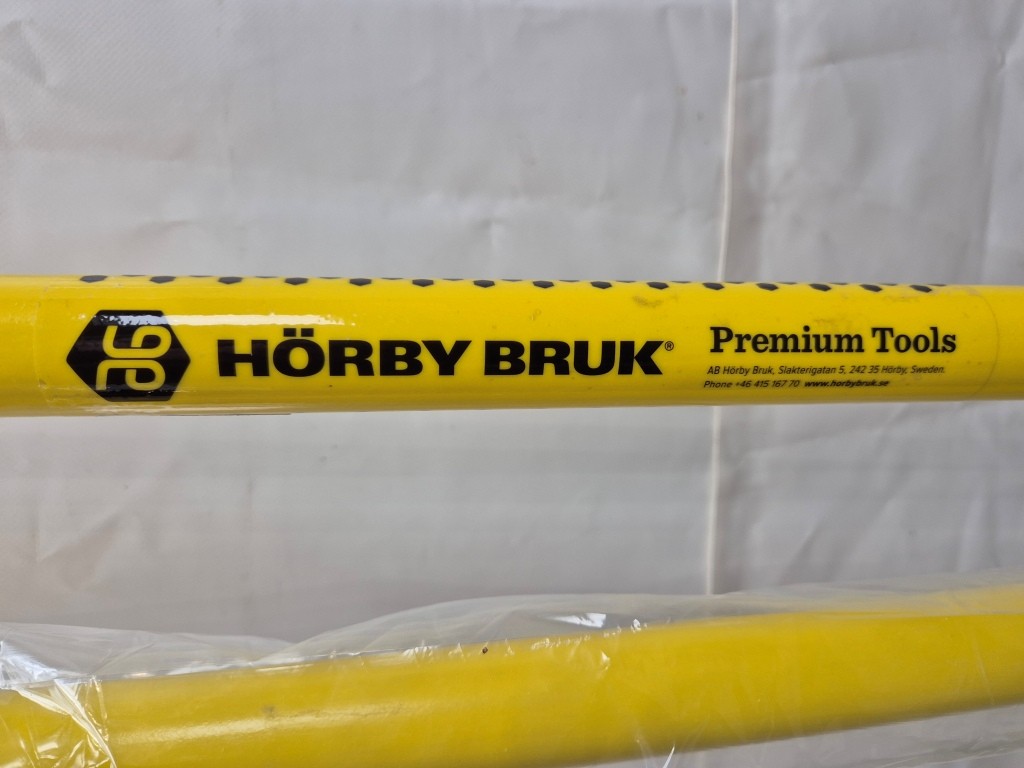 HÖRBY BRUK®
Premium Tools
AB Hörby Bruk, Slakterigatan 5, 242 35 Hörby, Sweden.
Phone +46 415 167 70 www.horbybruk.se